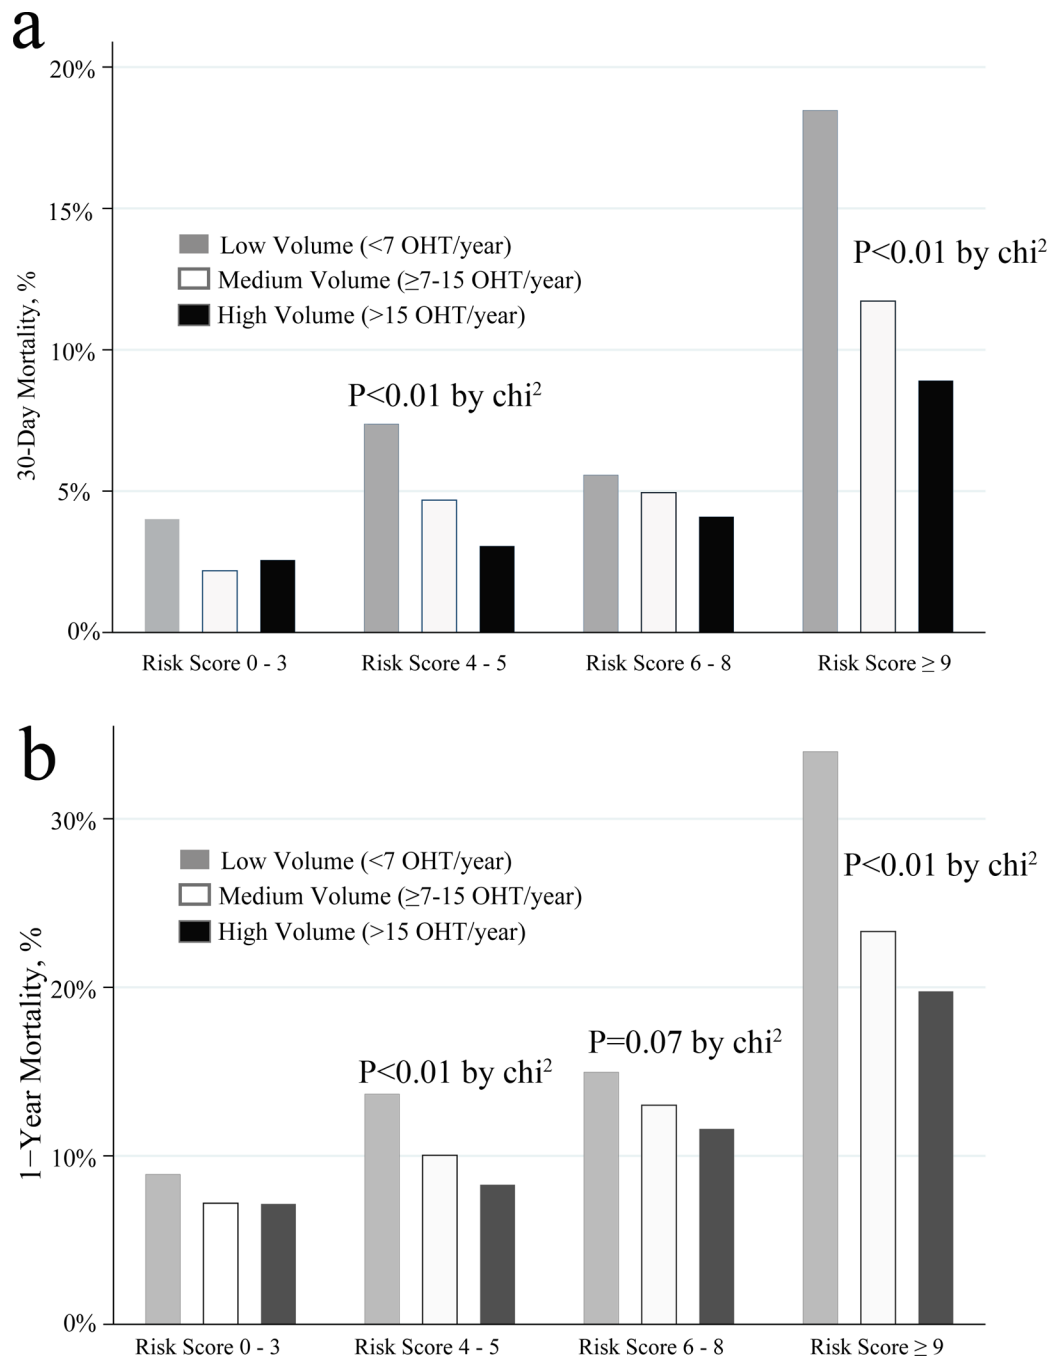 a
20%
15%
10%
5%
0%
30-Day Mortality, %
Low Volume (<7 OHT/year)
Medium Volume (≥7-15 OHT/year)
High Volume (>15 OHT/year)
P<0.01 by chi²
P<0.01 by chi²
Risk Score 0 - 3
Risk Score 4 - 5
Risk Score 6 - 8
Risk Score ≥ 9
b
30%
20%
10%
0%
1–Year Mortality, %
Low Volume (<7 OHT/year)
Medium Volume (≥7-15 OHT/year)
High Volume (>15 OHT/year)
P<0.01 by chi²
P=0.07 by chi²
P<0.01 by chi²
Risk Score 0 - 3
Risk Score 4 - 5
Risk Score 6 - 8
Risk Score ≥ 9